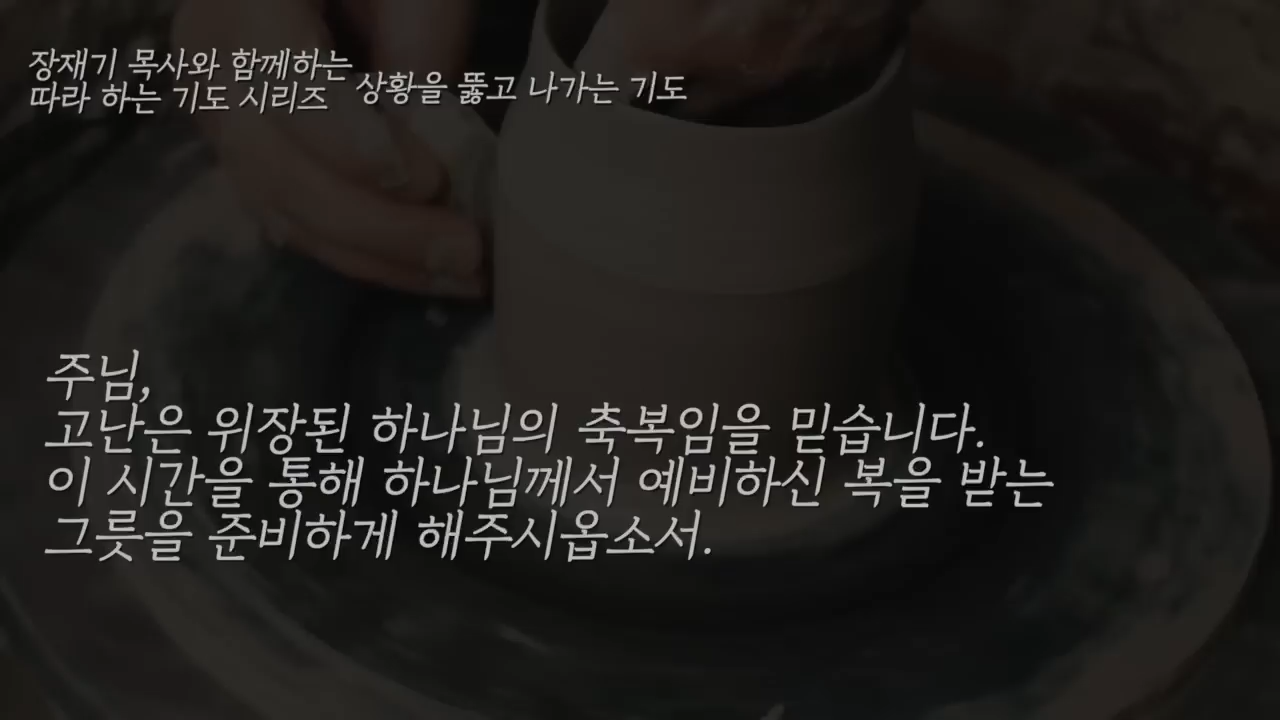 장재기 목사와 함께하는
따라 하는 기도 시리즈
상황을 뚫고 나가는 기도
주님,
고난은 위장된 하나님의 축복임을 믿습니다.
이 시간을 통해 하나님께서 예비하신 복을 받는
그릇을 준비하게 해주시옵소서.